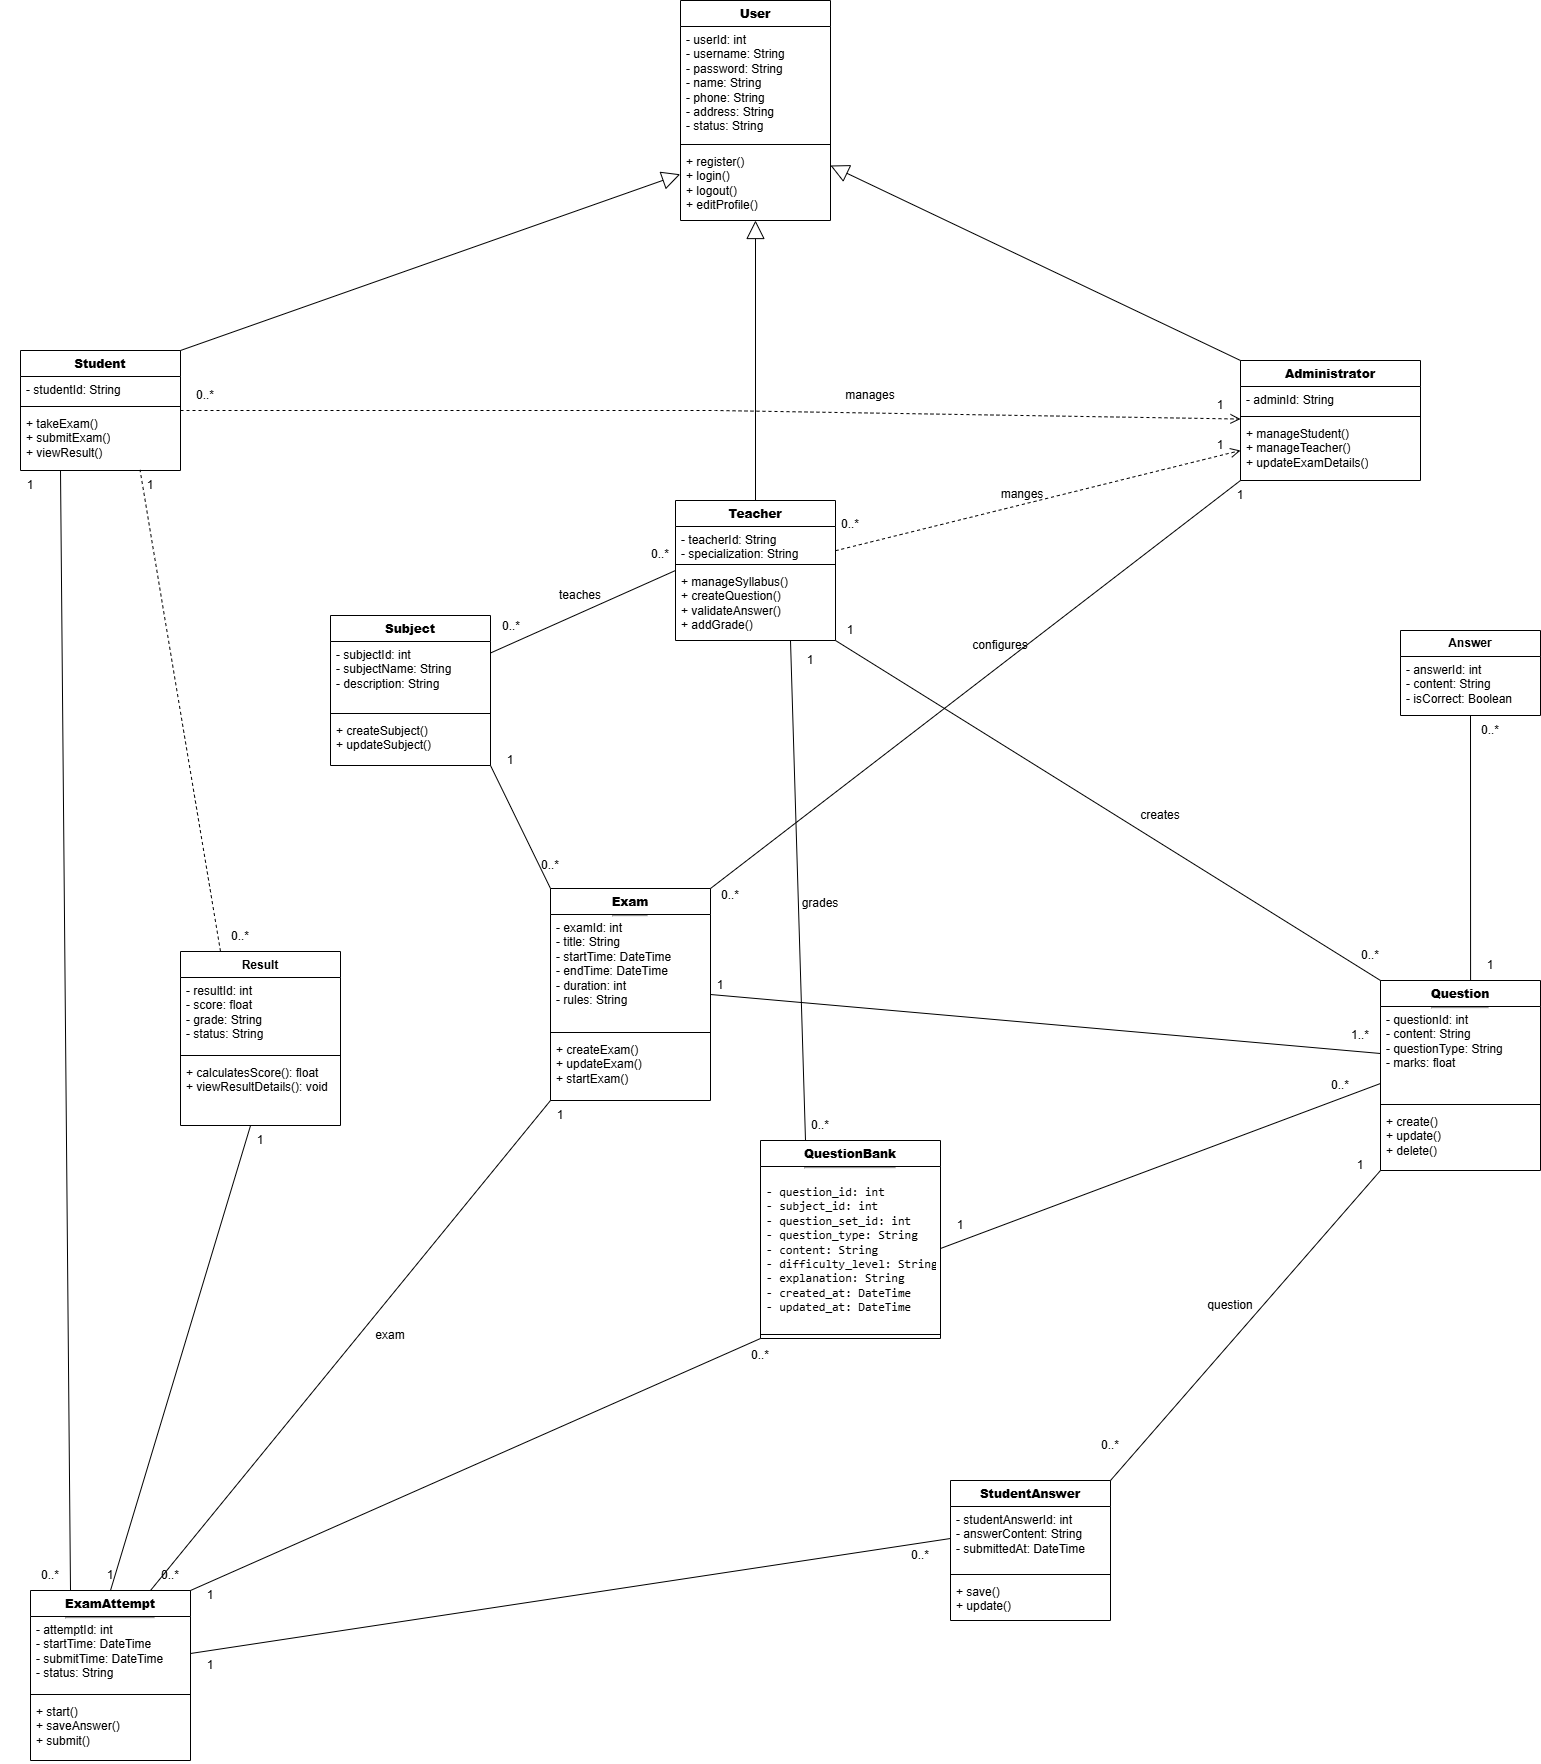 User
- userId: int
- username: String
- password: String
- name: String
- phone: String
- address: String
- status: String
+ register()
+ login()
+ logout()
+ editProfile()
Student
- studentId: String
+ takeExam()
+ submitExam()
+ viewResult()
0..*
manages
1
Administrator
- adminId: String
+ manageStudent()
+ manageTeacher()
+ updateExamDetails()
1
manges
0..*
1
1
1
Teacher
- teacherId: String
- specialization: String
+ manageSyllabus()
+ createQuestion()
+ validateAnswer()
+ addGrade()
0..*
teaches
0..*
Subject
- subjectId: int
- subjectName: String
- description: String
+ createSubject()
+ updateSubject()
1
1
1
configures
Answer
- answerId: int
- content: String
- isCorrect: Boolean
0..*
creates
0..*
0..*
grades
0..*
Result
- resultId: int
- score: float
- grade: String
- status: String
+ calculatesScore(): float
+ viewResultDetails(): void
1
Exam
- examId: int
- title: String
- startTime: DateTime
- endTime: DateTime
- duration: int
- rules: String
+ createExam()
+ updateExam()
+ startExam()
1
1
0..*
1
1..*
0..*
Question
- questionId: int
- content: String
- questionType: String
- marks: float
+ create()
+ update()
+ delete()
1
0..*
QuestionBank
- question_id: int
- subject_id: int
- question_set_id: int
- question_type: String
- content: String
- difficulty_level: String
- explanation: String
- created_at: DateTime
- updated_at: DateTime
1
0..*
exam
question
0..*
StudentAnswer
- studentAnswerId: int
- answerContent: String
- submittedAt: DateTime
+ save()
+ update()
0..*
0..*
1
0..*
1
ExamAttempt
- attemptId: int
- startTime: DateTime
- submitTime: DateTime
- status: String
+ start()
+ saveAnswer()
+ submit()
1